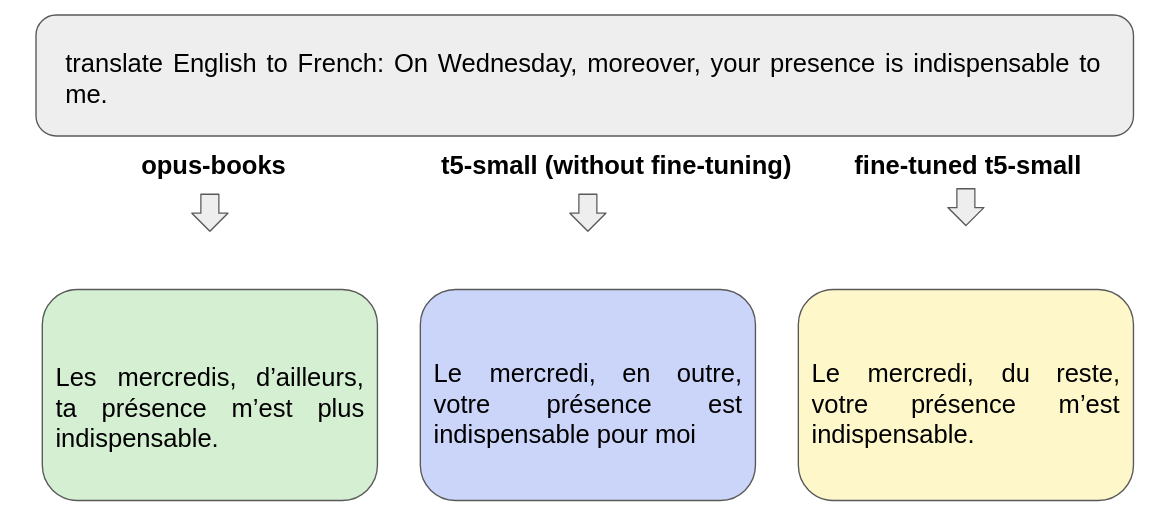 translate English to French: On Wednesday, moreover, your presence is indispensable to
me.
opus-books
t5-small (without fine-tuning)
fine-tuned t5-small
Les mercredis, d’ailleurs,
ta présence m’est plus
indispensable.
Le mercredi, en outre,
votre présence est
indispensable pour moi
Le mercredi, du reste,
votre présence m’est
indispensable.